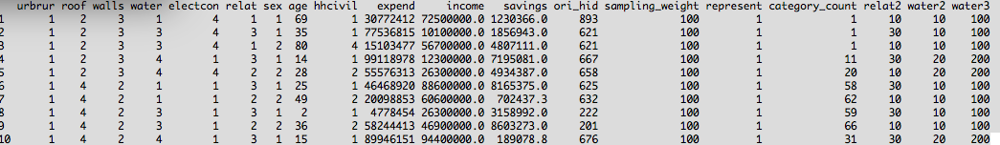 urbrur roof walls water electcon relat sex age hhcivil expend income savings ori_hid sampling_weight represent category_count relat2 water2 water3
1 1 2 3 3 4 1 1 69 1 30772412 72500000.0 1230366.0 893 100 1 1 10 10 100
2 1 2 3 3 4 3 1 35 1 77536815 10100000.0 1856943.0 621 100 1 1 30 10 100
3 1 2 3 3 1 1 2 80 4 15103477 56700000.0 4807111.0 621 100 1 1 10 10 100
4 1 2 3 4 1 3 1 14 1 99118978 12300000.0 7195081.0 667 100 1 11 30 20 200
5 1 2 3 4 4 2 2 28 2 55576313 26300000.0 4934387.0 658 100 1 20 10 20 200
6 1 4 2 1 1 3 1 25 1 46468920 88600000.0 8165375.0 625 100 1 58 30 10 100
7 1 4 2 1 1 2 2 49 2 20098853 60600000.0 702437.3 632 100 1 62 10 10 100
8 1 4 2 3 1 3 1 2 1 4778454 26300000.0 3158992.0 222 100 1 59 30 10 100
9 1 4 2 3 1 2 2 36 2 58244413 46900000.0 8603273.0 201 100 1 66 10 10 100
10 1 4 2 4 1 3 1 15 1 89946151 94400000.0 189078.8 676 100 1 31 30 20 200